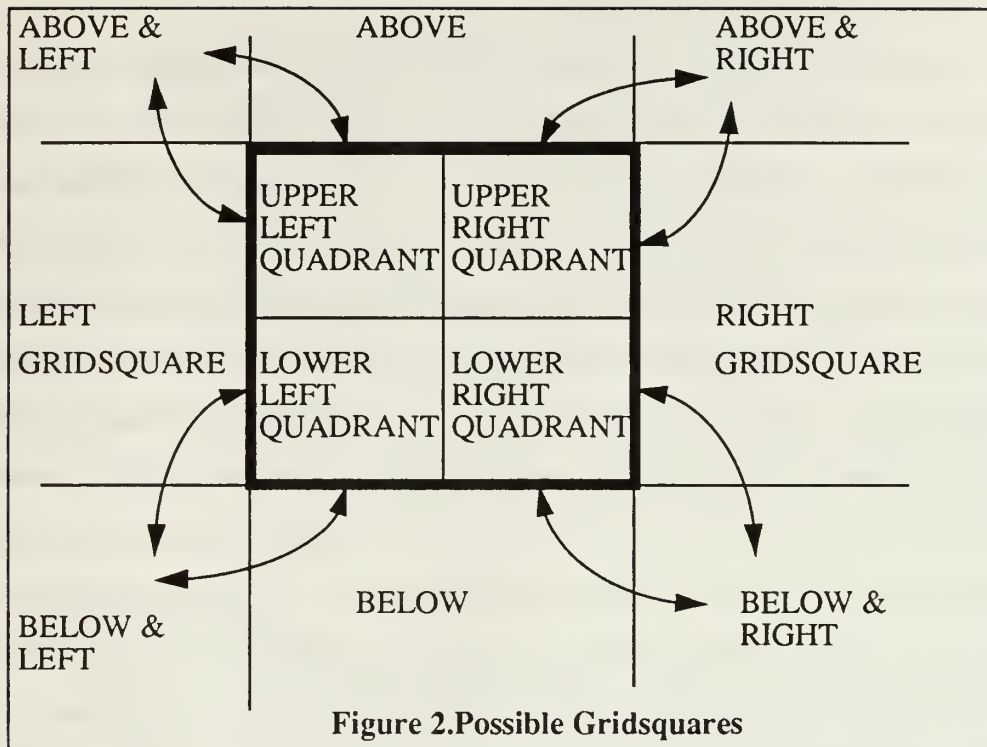 ABOVE &
LEFT
ABOVE
ABOVE &
RIGHT
UPPER
LEFT
QUADRANT
UPPER
RIGHT
QUADRANT
LEFT
GRIDSQUARE
RIGHT
GRIDSQUARE
LOWER
LEFT
QUADRANT
LOWER
RIGHT
QUADRANT
BELOW &
LEFT
BELOW
BELOW &
RIGHT
Figure 2.Possible Gridsquares